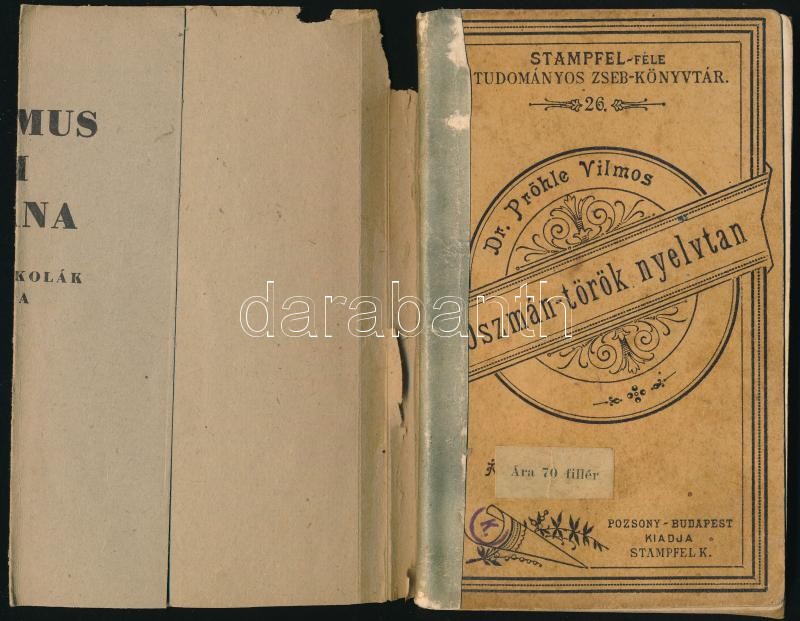 MUS
NA
KOLÁK
A
STAMPFEL-FÉLE
TUDOMÁNYOS ZSEB-KÖNYVTÁR.
26.
Dr. Pröhle Vilmos
Oszmán-török nyelvtan
Ára 70 fillér
K.
POZSONY-BUDAPEST
KIADJA
STAMPFEL K.
darabanth